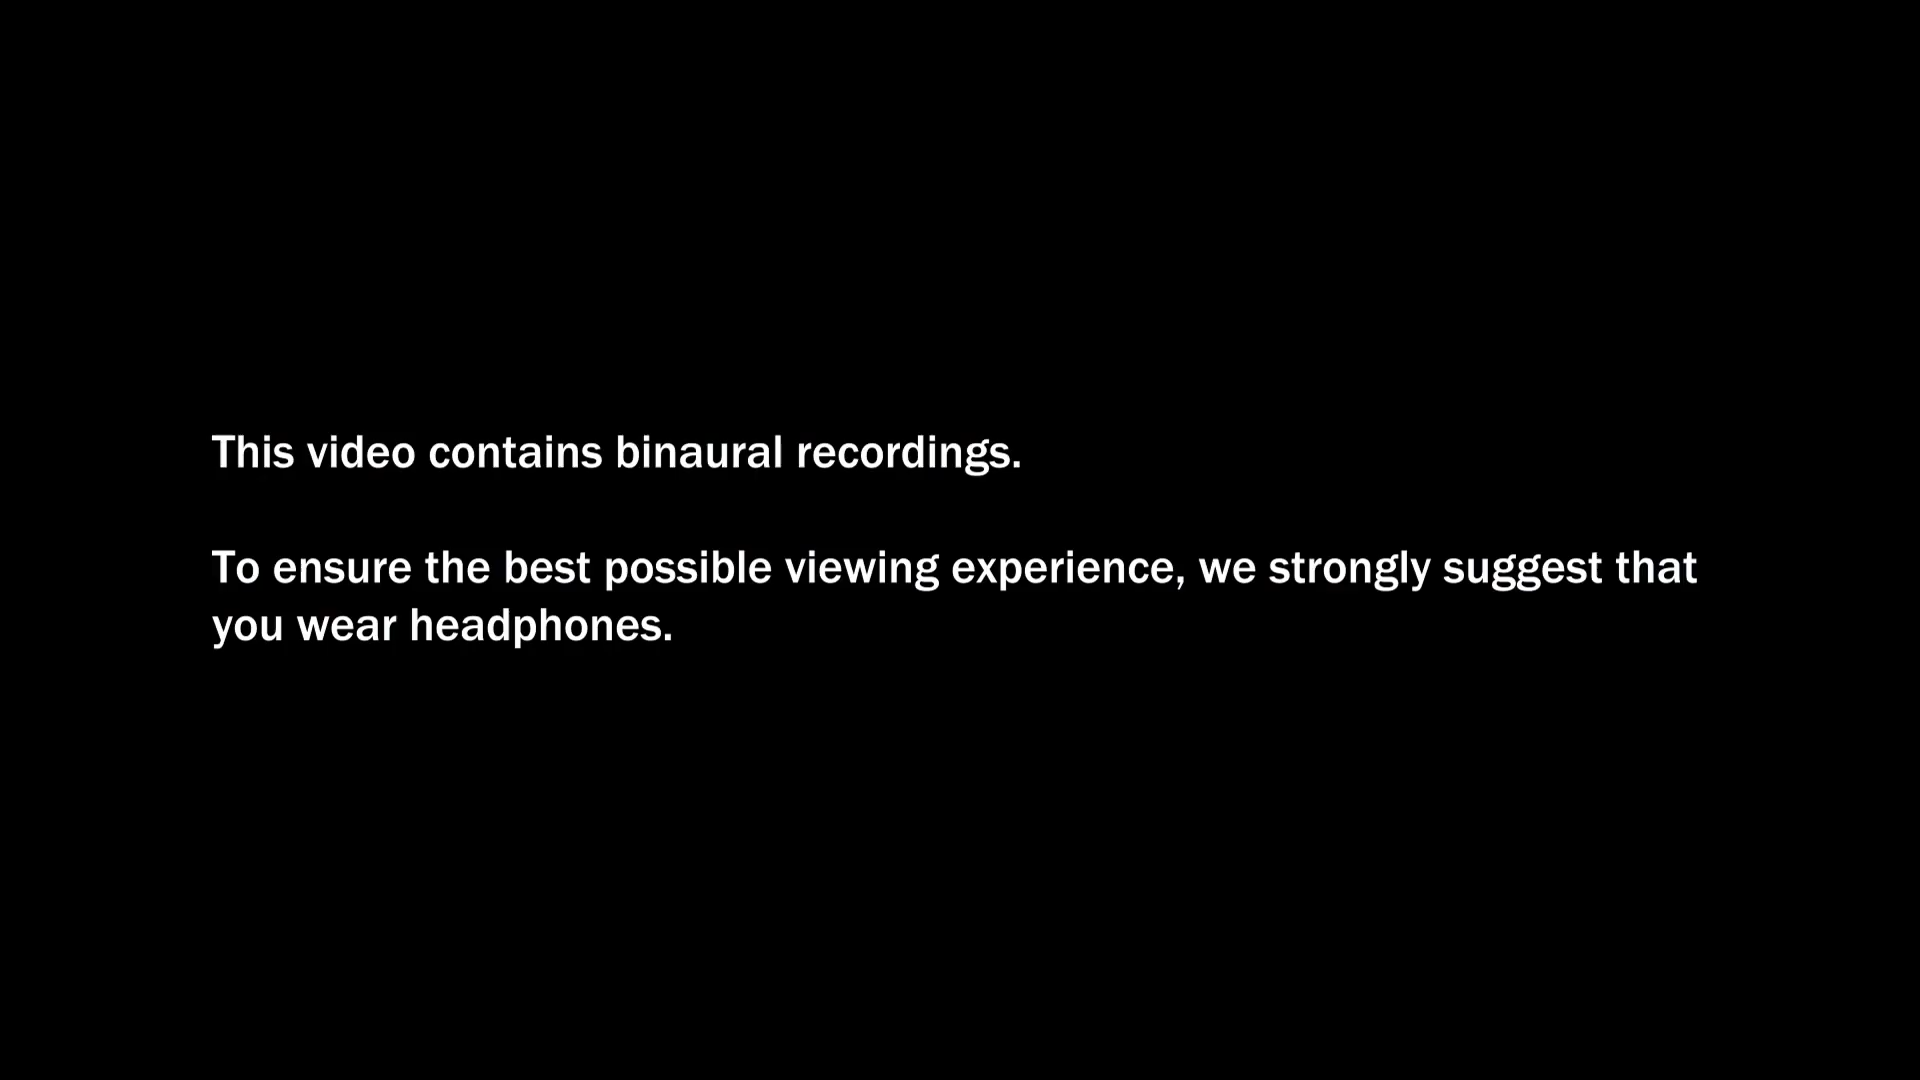 This video contains binaural recordings.
To ensure the best possible viewing experience, we strongly suggest that
you wear headphones.